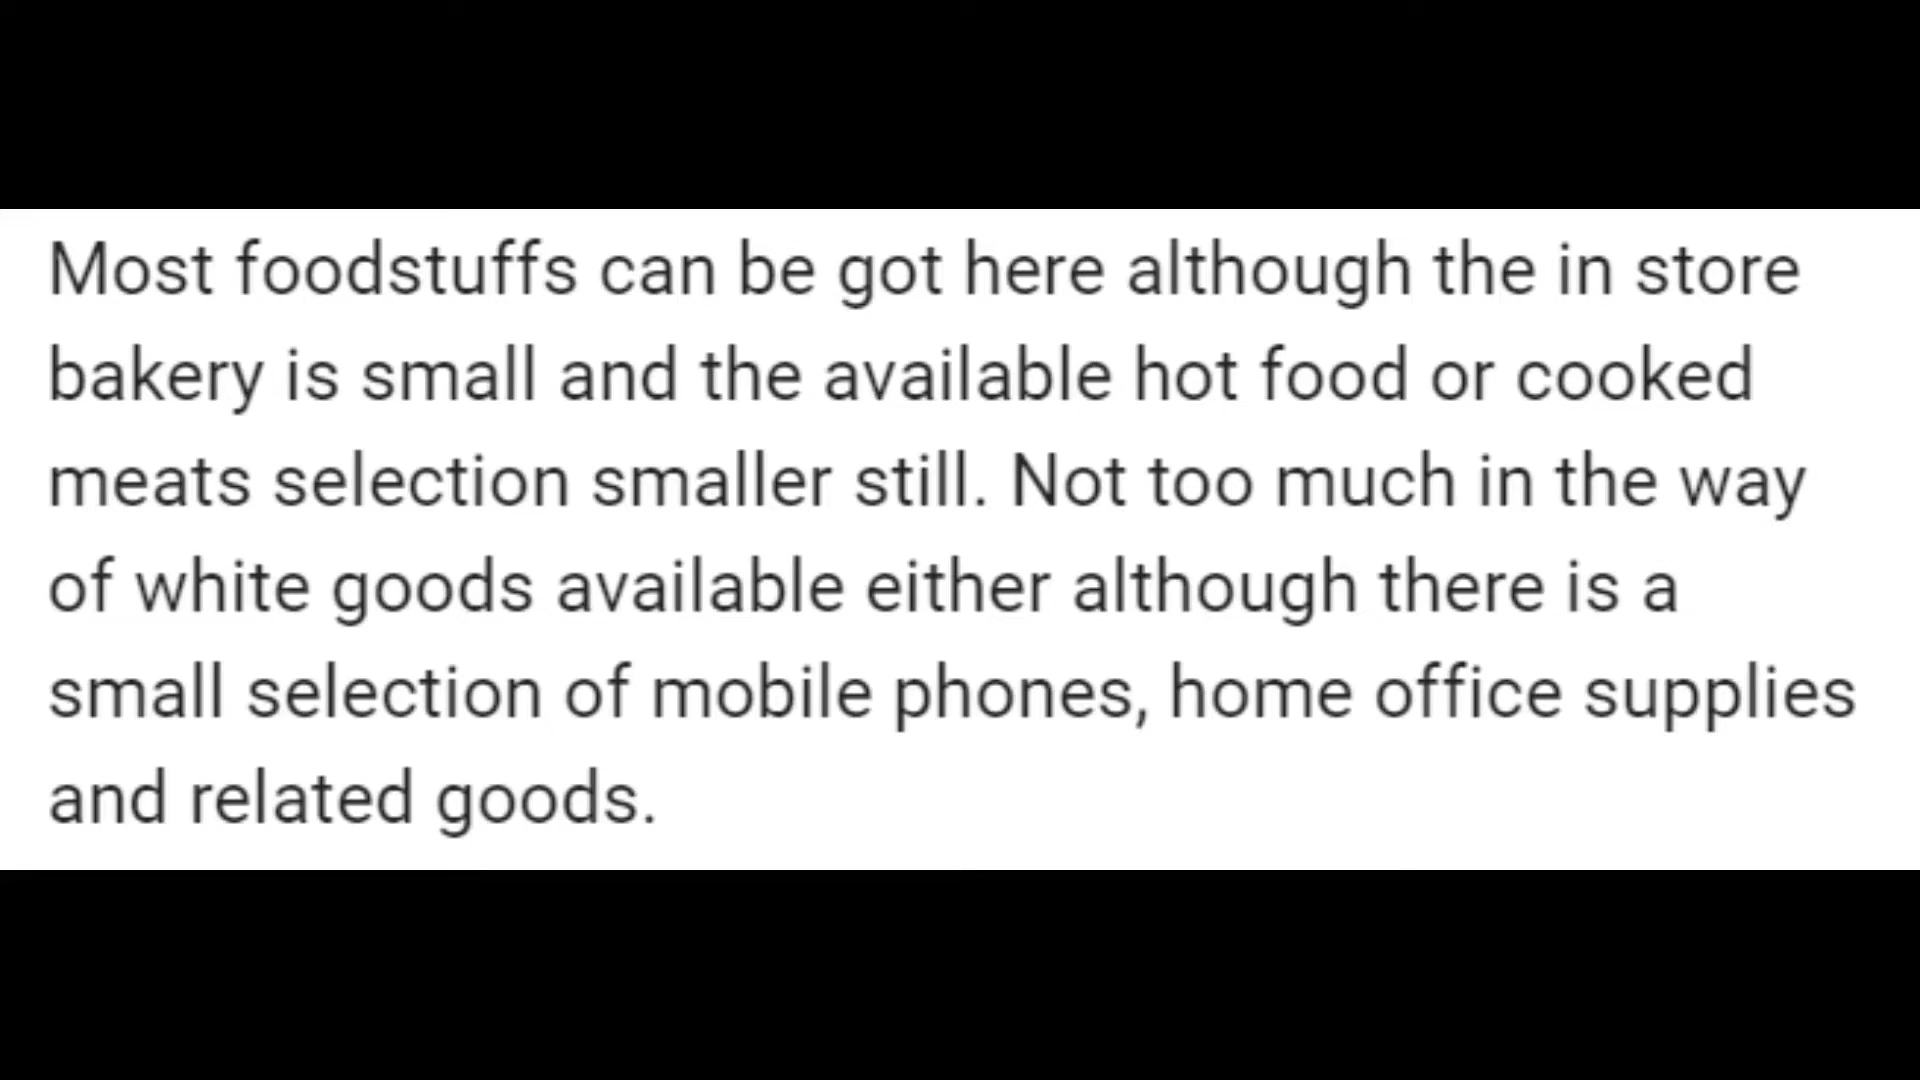 Most foodstuffs can be got here although the in store
bakery is small and the available hot food or cooked
meats selection smaller still. Not too much in the way
of white goods available either although there is a
small selection of mobile phones, home office supplies
and related goods.